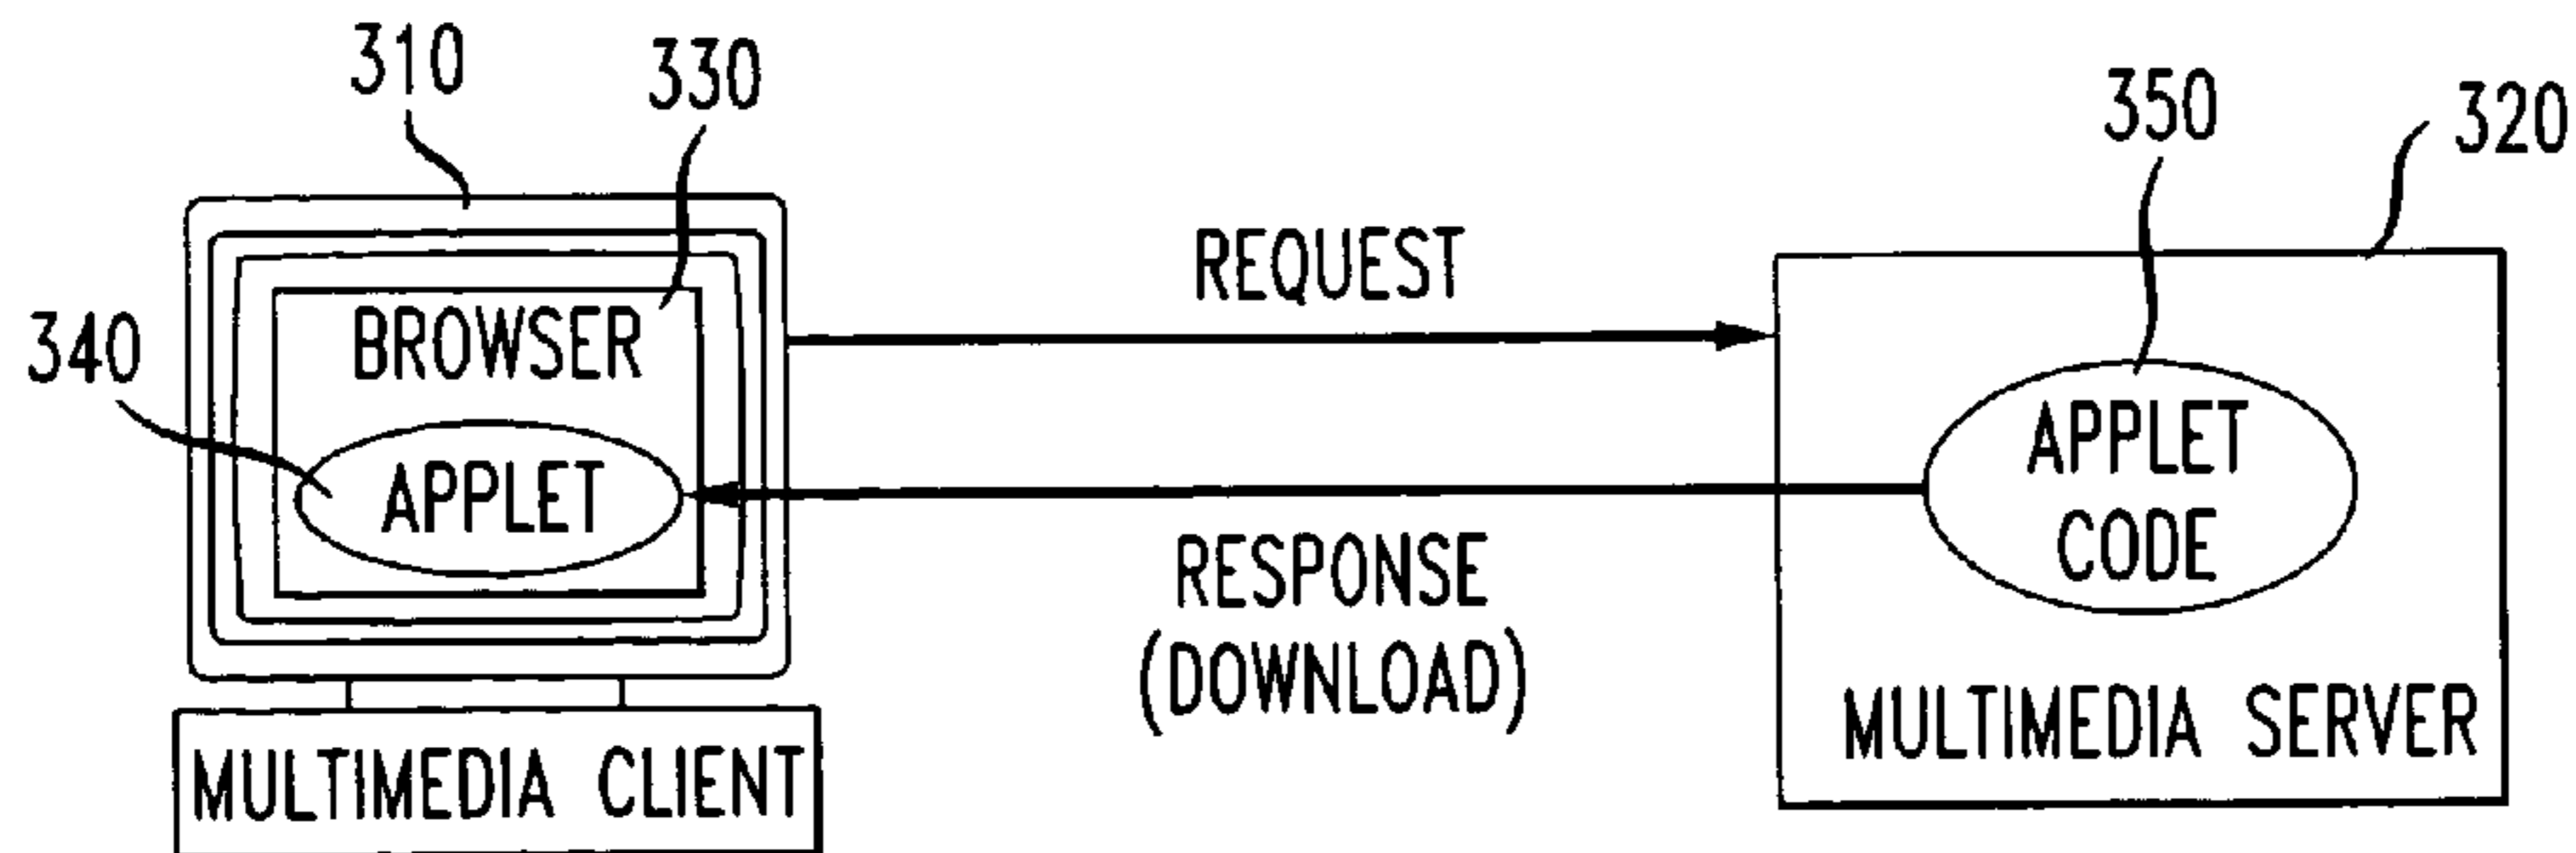 310
330
350
320
REQUEST
340
BROWSER
APPLET
APPLET
CODE
RESPONSE
(DOWNLOAD)
MULTIMEDIA CLIENT
MULTIMEDIA SERVER